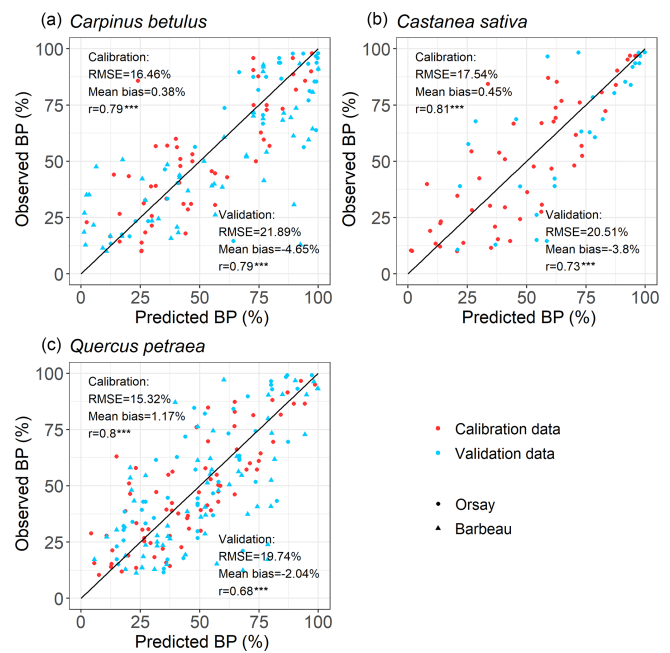 (a) Carpinus betulus
Calibration:
RMSE=16.46%
Mean bias=0.38%
r=0.79***
Validation:
RMSE=21.89%
Mean bias=-4.65%
r=0.79***
Observed BP (%)
100
75
50
25
0
0 25 50 75 100
Predicted BP (%)
(b) Castanea sativa
Calibration:
RMSE=17.54%
Mean bias=0.45%
r=0.81***
Validation:
RMSE=20.51%
Mean bias=-3.8%
r=0.73***
Observed BP (%)
100
75
50
25
0
0 25 50 75 100
Predicted BP (%)
(c) Quercus petraea
Calibration:
RMSE=15.32%
Mean bias=1.17%
r=0.8***
Validation:
RMSE=19.74%
Mean bias=-2.04%
r=0.68***
Observed BP (%)
100
75
50
25
0
0 25 50 75 100
Predicted BP (%)
Calibration data
Validation data
Orsay
Barbeau